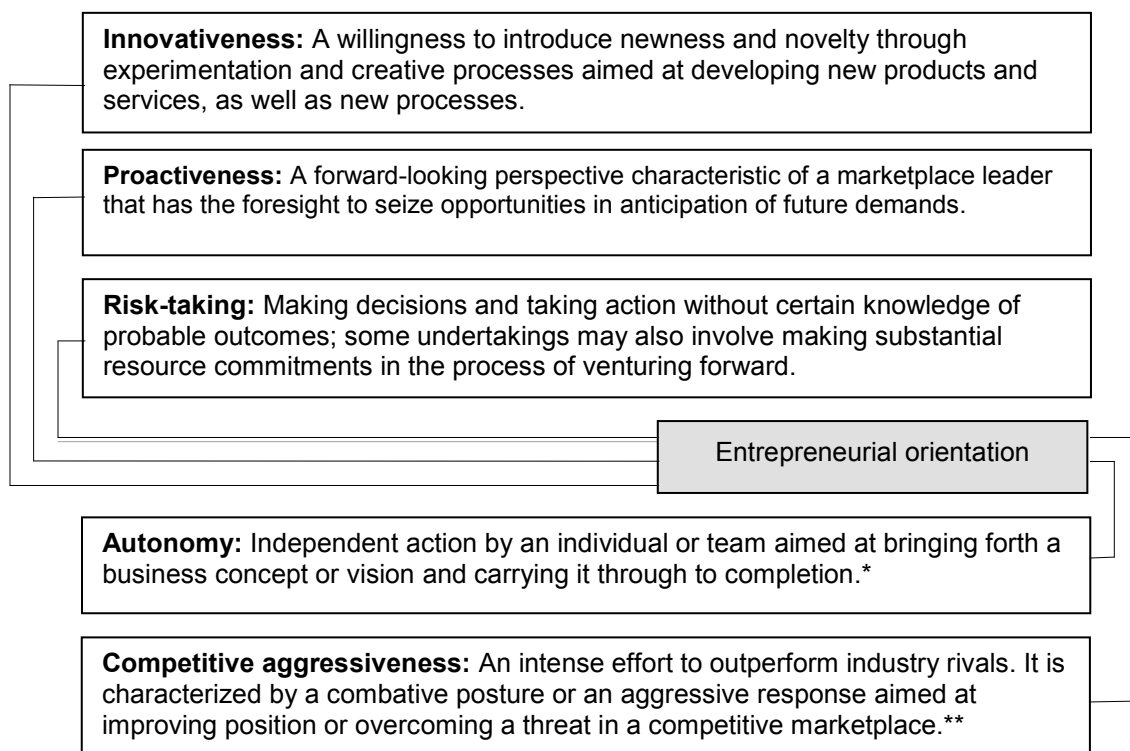 Innovativeness: A willingness to introduce newness and novelty through
experimentation and creative processes aimed at developing new products and
services, as well as new processes.
Proactiveness: A forward-looking perspective characteristic of a marketplace leader
that has the foresight to seize opportunities in anticipation of future demands.
Risk-taking: Making decisions and taking action without certain knowledge of
probable outcomes; some undertakings may also involve making substantial
resource commitments in the process of venturing forward.
Entrepreneurial orientation
Autonomy: Independent action by an individual or team aimed at bringing forth a
business concept or vision and carrying it through to completion.*
Competitive aggressiveness: An intense effort to outperform industry rivals. It is
characterized by a combative posture or an aggressive response aimed at
improving position or overcoming a threat in a competitive marketplace.**